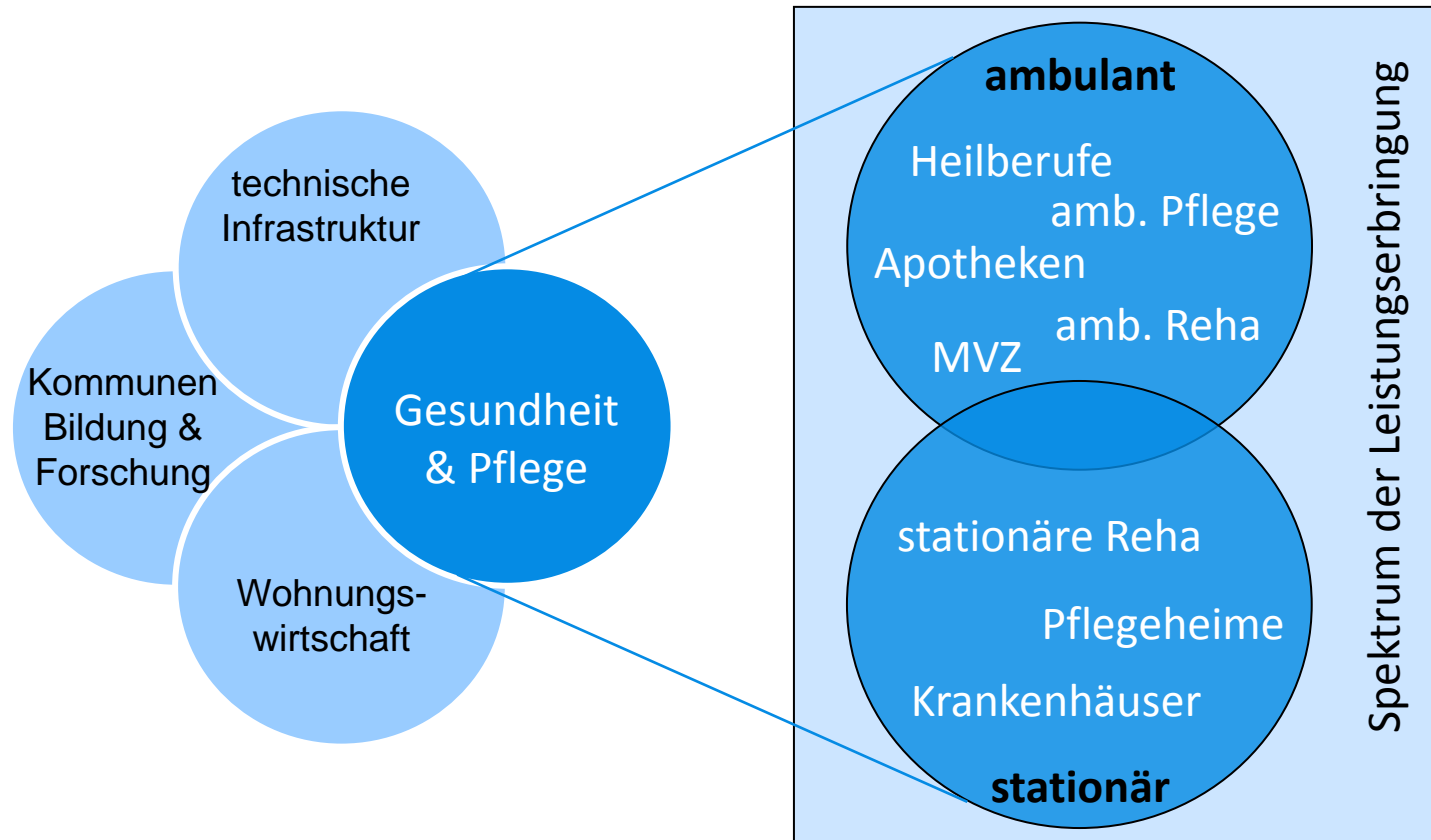 technische
Infrastruktur
Kommunen
Bildung &
Forschung
Gesundheit
& Pflege
Wohnungs-
wirtschaft
ambulant
Heilberufe
amb. Pflege
Apotheken
amb. Reha
MVZ
stationäre Reha
Pflegeheime
Krankenhäuser
stationär
Spektrum der Leistungserbringung